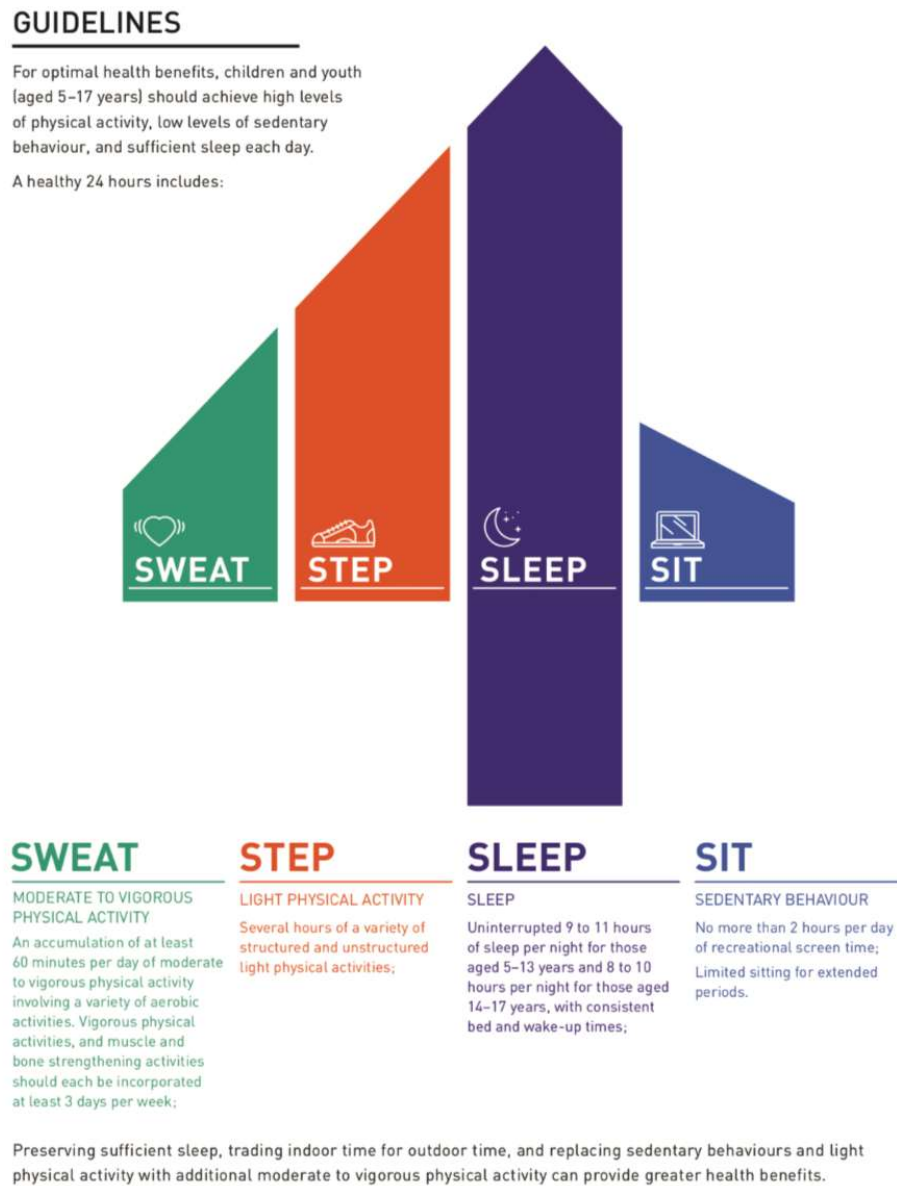 GUIDELINES
For optimal health benefits, children and youth
(aged 5–17 years) should achieve high levels
of physical activity, low levels of sedentary
behaviour, and sufficient sleep each day.
A healthy 24 hours includes:
SWEAT
STEP
SLEEP
SIT
SWEAT
MODERATE TO VIGOROUS
PHYSICAL ACTIVITY
An accumulation of at least
60 minutes per day of moderate
to vigorous physical activity
involving a variety of aerobic
activities. Vigorous physical
activities, and muscle and
bone strengthening activities
should each be incorporated
at least 3 days per week;
STEP
LIGHT PHYSICAL ACTIVITY
Several hours of a variety of
structured and unstructured
light physical activities;
SLEEP
SLEEP
Uninterrupted 9 to 11 hours
of sleep per night for those
aged 5–13 years and 8 to 10
hours per night for those aged
14–17 years, with consistent
bed and wake-up times;
SIT
SEDENTARY BEHAVIOUR
No more than 2 hours per day
of recreational screen time;
Limited sitting for extended
periods.
Preserving sufficient sleep, trading indoor time for outdoor time, and replacing sedentary behaviours and light
physical activity with additional moderate to vigorous physical activity can provide greater health benefits.